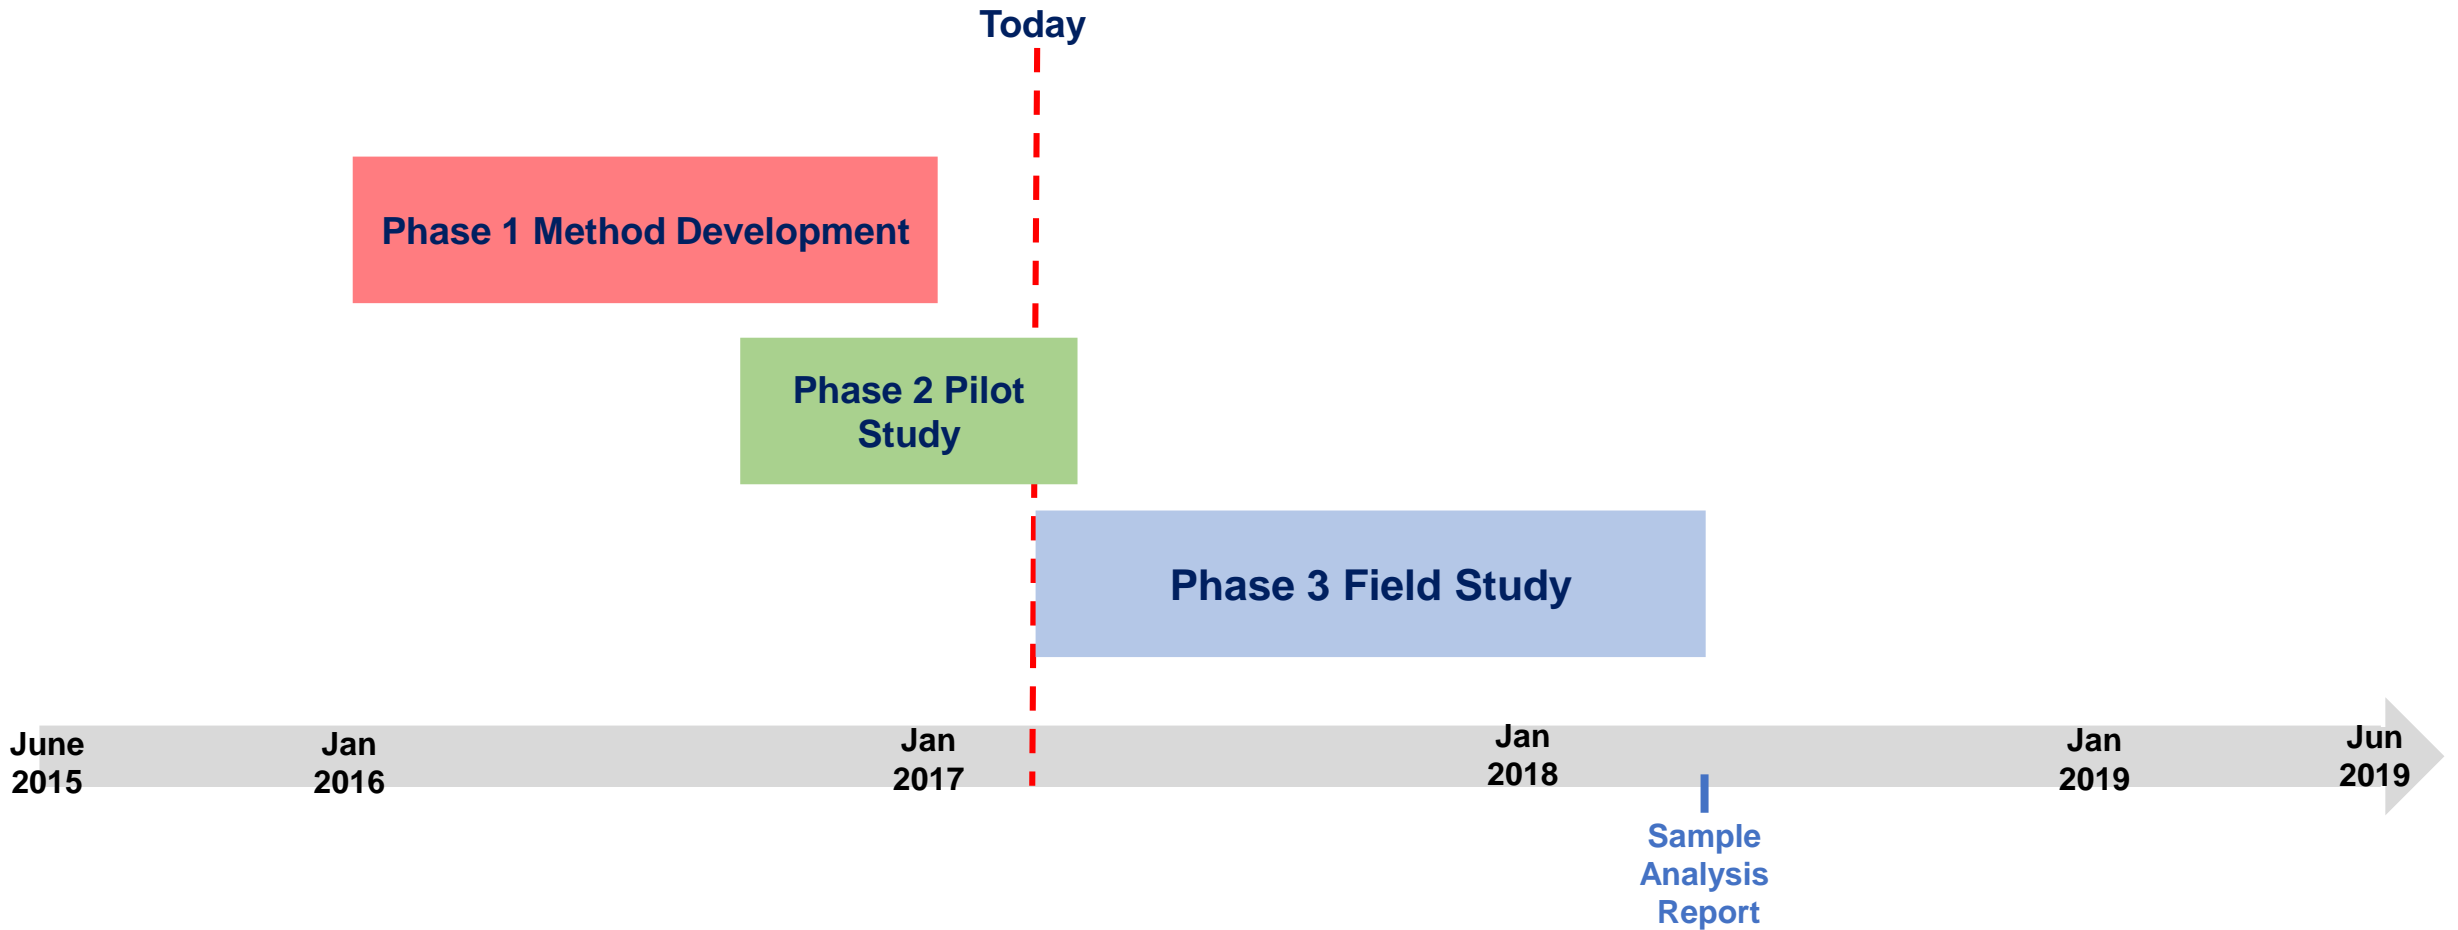 Today
Phase 1 Method Development
Phase 2 Pilot
Study
Phase 3 Field Study
June
2015
Jan
2016
Jan
2017
Jan
2018
Jan
2019
Jun
2019
Sample
Analysis
Report